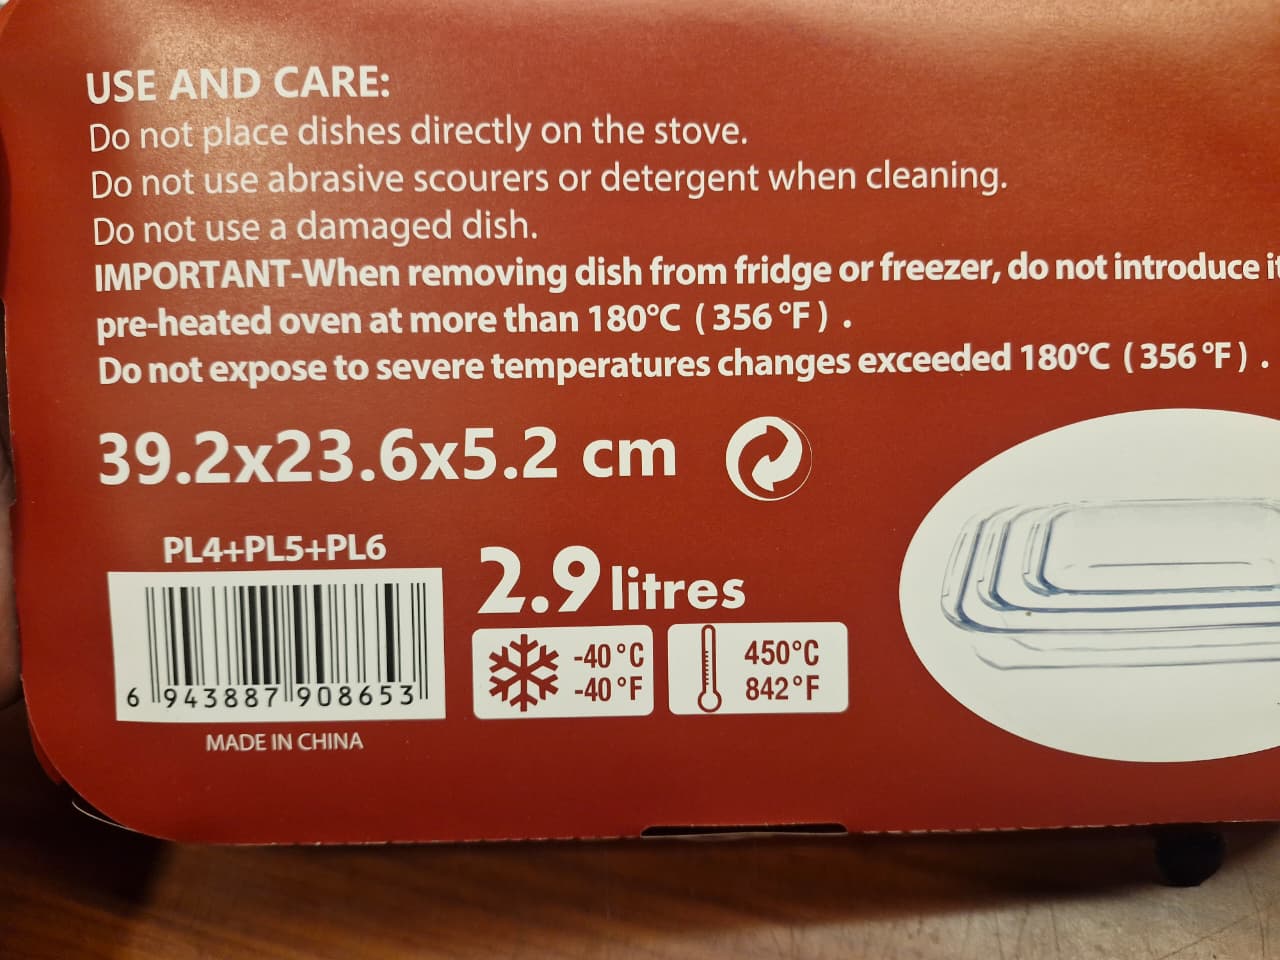 USE AND CARE:
Do not place dishes directly on the stove.
Do not use abrasive scourers or detergent when cleaning.
Do not use a damaged dish.
IMPORTANT-When removing dish from fridge or freezer, do not introduce it
pre-heated oven at more than 180°C ( 356 °F ) .
Do not expose to severe temperatures changes exceeded 180°C ( 356 °F ) .
39.2x23.6x5.2 cm
PL4+PL5+PL6
6 943887 908653
MADE IN CHINA
2.9 litres
-40°C
-40°F
450°C
842°F